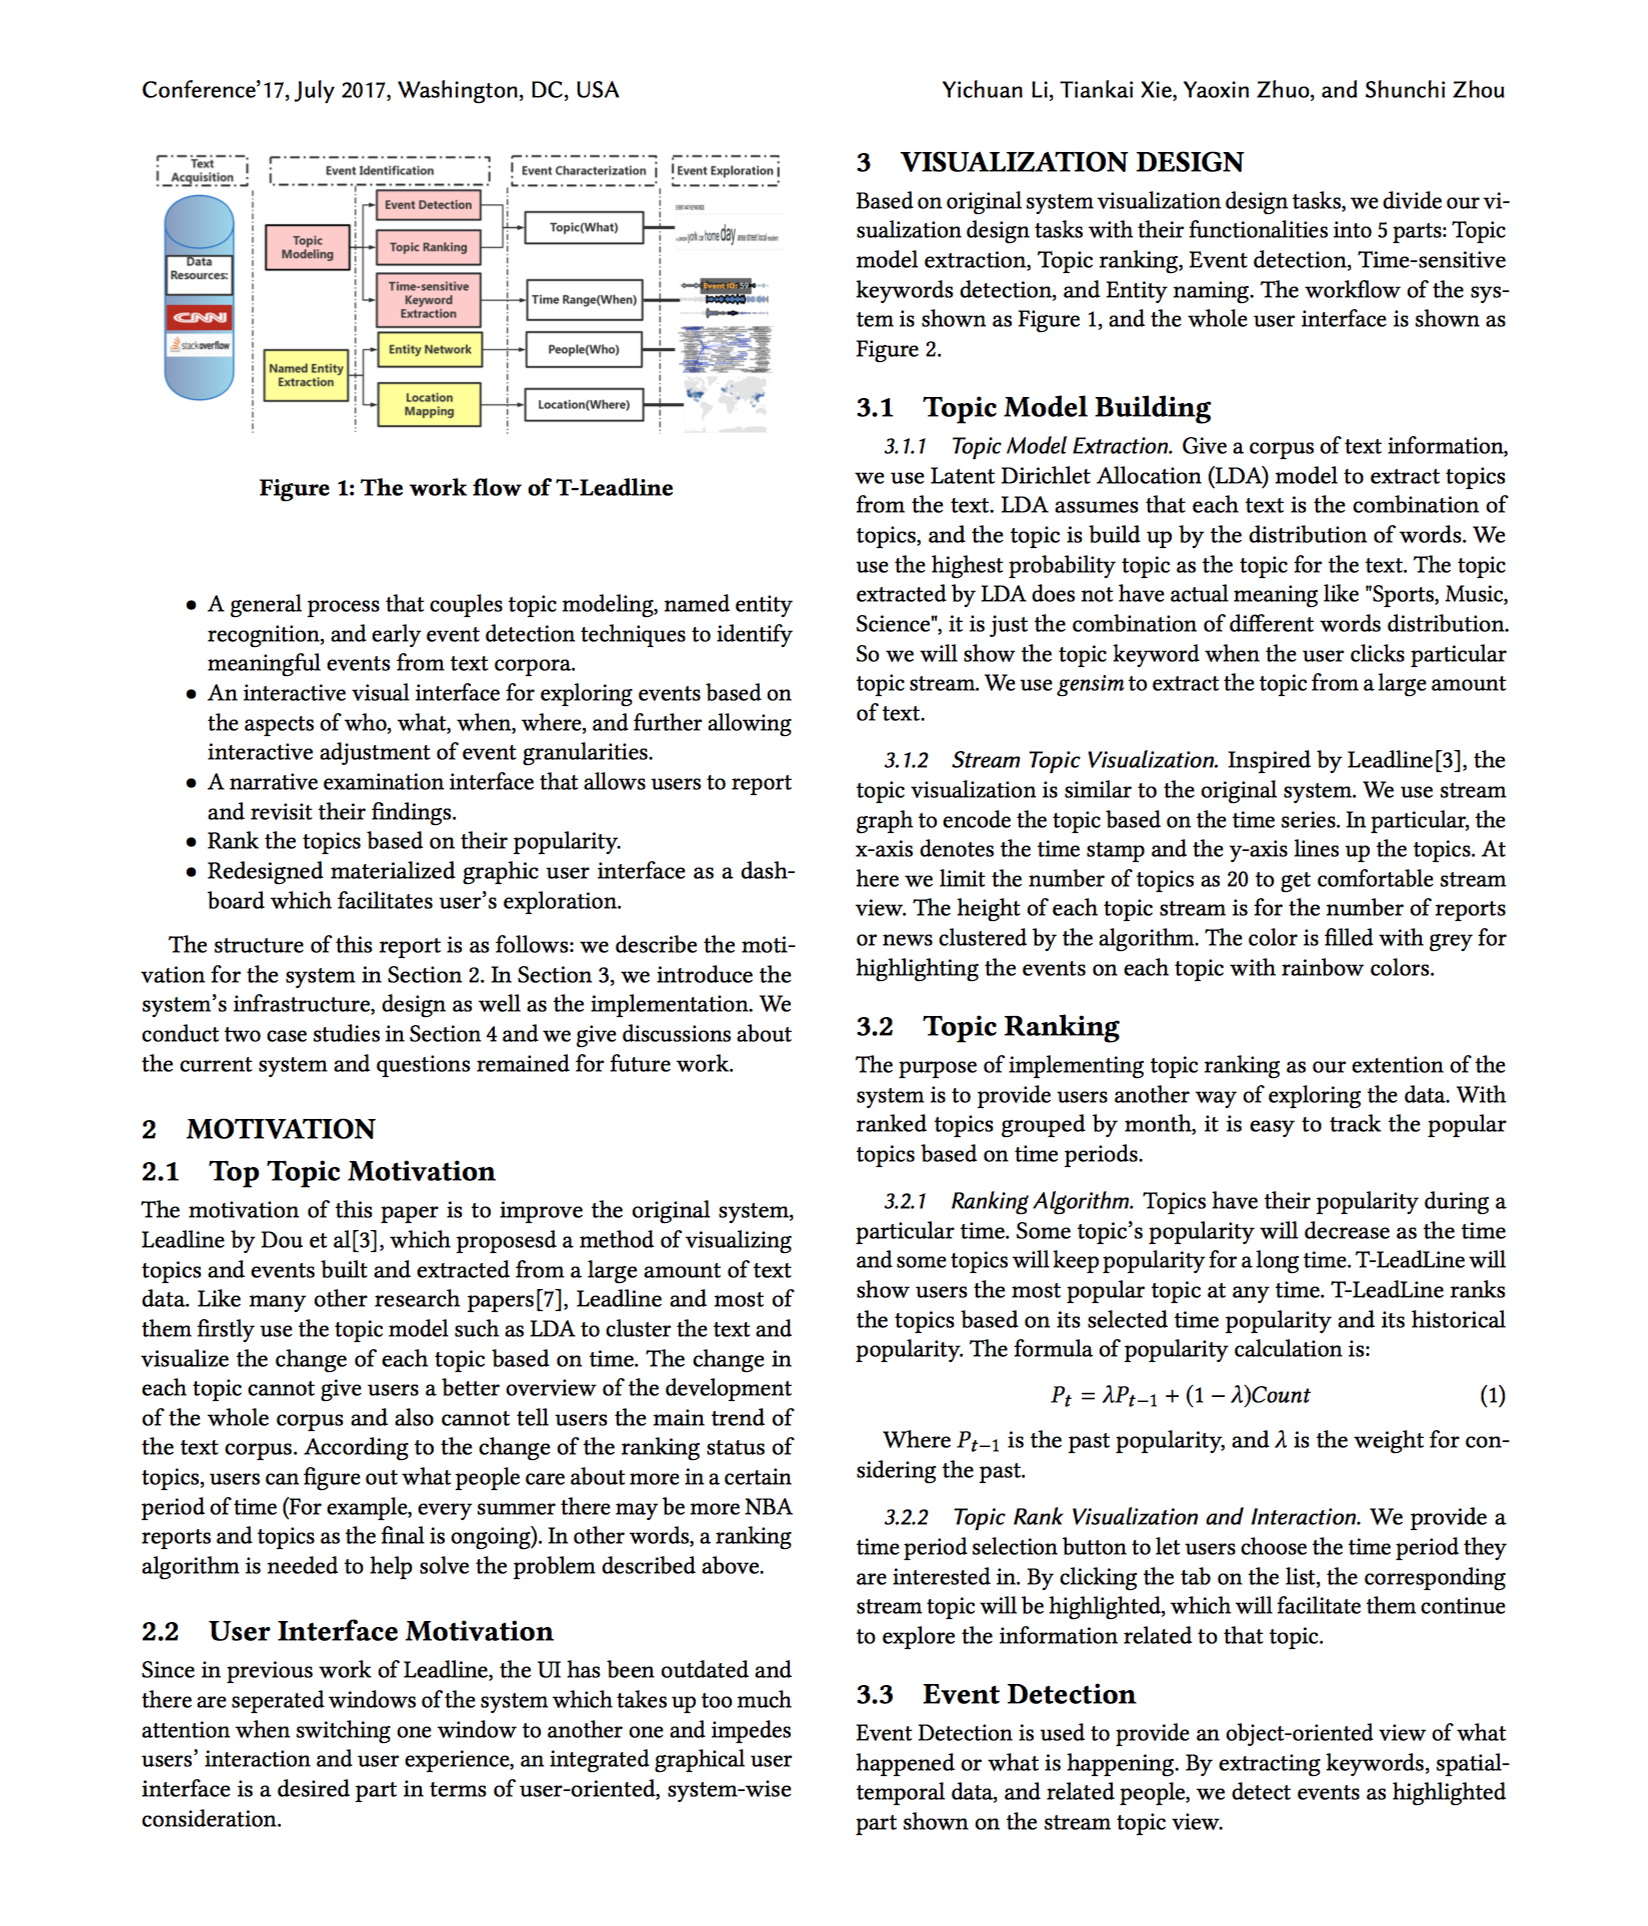 Conference'17, July 2017, Washington, DC, USA
Yichuan Li, Tiankai Xie, Yaoxin Zhuo, and Shunchi Zhou
Text
Acquisition
Event Identification
Event Characterization
Event Exploration
Data
Resources:
CNN
stackoverflow
Topic
Modeling
Named Entity
Extraction
Event Detection
Topic Ranking
Time-sensitive
Keyword
Extraction
Entity Network
Location
Mapping
Topic(What)
Time Range(When)
People(Who)
Location(Where)
york home day
Event ID: 57
Figure 1: The work flow of T-Leadline
• A general process that couples topic modeling, named entity
recognition, and early event detection techniques to identify
meaningful events from text corpora.
• An interactive visual interface for exploring events based on
the aspects of who, what, when, where, and further allowing
interactive adjustment of event granularities.
• A narrative examination interface that allows users to report
and revisit their findings.
• Rank the topics based on their popularity.
• Redesigned materialized graphic user interface as a dash-
board which facilitates user's exploration.
The structure of this report is as follows: we describe the moti-
vation for the system in Section 2. In Section 3, we introduce the
system's infrastructure, design as well as the implementation. We
conduct two case studies in Section 4 and we give discussions about
the current system and questions remained for future work.
2 MOTIVATION
2.1 Top Topic Motivation
The motivation of this paper is to improve the original system,
Leadline by Dou et al[3], which proposesd a method of visualizing
topics and events built and extracted from a large amount of text
data. Like many other research papers[7], Leadline and most of
them firstly use the topic model such as LDA to cluster the text and
visualize the change of each topic based on time. The change in
each topic cannot give users a better overview of the development
of the whole corpus and also cannot tell users the main trend of
the text corpus. According to the change of the ranking status of
topics, users can figure out what people care about more in a certain
period of time (For example, every summer there may be more NBA
reports and topics as the final is ongoing). In other words, a ranking
algorithm is needed to help solve the problem described above.
2.2 User Interface Motivation
Since in previous work of Leadline, the UI has been outdated and
there are seperated windows of the system which takes up too much
attention when switching one window to another one and impedes
users' interaction and user experience, an integrated graphical user
interface is a desired part in terms of user-oriented, system-wise
consideration.
3 VISUALIZATION DESIGN
Based on original system visualization design tasks, we divide our vi-
sualization design tasks with their functionalities into 5 parts: Topic
model extraction, Topic ranking, Event detection, Time-sensitive
keywords detection, and Entity naming. The workflow of the sys-
tem is shown as Figure 1, and the whole user interface is shown as
Figure 2.
3.1 Topic Model Building
3.1.1 Topic Model Extraction. Give a corpus of text information,
we use Latent Dirichlet Allocation (LDA) model to extract topics
from the text. LDA assumes that each text is the combination of
topics, and the topic is build up by the distribution of words. We
use the highest probability topic as the topic for the text. The topic
extracted by LDA does not have actual meaning like "Sports, Music,
Science", it is just the combination of different words distribution.
So we will show the topic keyword when the user clicks particular
topic stream. We use gensim to extract the topic from a large amount
of text.
3.1.2 Stream Topic Visualization. Inspired by Leadline[3], the
topic visualization is similar to the original system. We use stream
graph to encode the topic based on the time series. In particular, the
x-axis denotes the time stamp and the y-axis lines up the topics. At
here we limit the number of topics as 20 to get comfortable stream
view. The height of each topic stream is for the number of reports
or news clustered by the algorithm. The color is filled with grey for
highlighting the events on each topic with rainbow colors.
3.2 Topic Ranking
The purpose of implementing topic ranking as our extention of the
system is to provide users another way of exploring the data. With
ranked topics grouped by month, it is easy to track the popular
topics based on time periods.
3.2.1 Ranking Algorithm. Topics have their popularity during a
particular time. Some topic's popularity will decrease as the time
and some topics will keep popularity for a long time. T-LeadLine will
show users the most popular topic at any time. T-LeadLine ranks
the topics based on its selected time popularity and its historical
popularity. The formula of popularity calculation is:
Pₜ = λPₜ₋₁ + (1 − λ)Count (1)
Where Pₜ₋₁ is the past popularity, and λ is the weight for con-
sidering the past.
3.2.2 Topic Rank Visualization and Interaction. We provide a
time period selection button to let users choose the time period they
are interested in. By clicking the tab on the list, the corresponding
stream topic will be highlighted, which will facilitate them continue
to explore the information related to that topic.
3.3 Event Detection
Event Detection is used to provide an object-oriented view of what
happened or what is happening. By extracting keywords, spatial-
temporal data, and related people, we detect events as highlighted
part shown on the stream topic view.